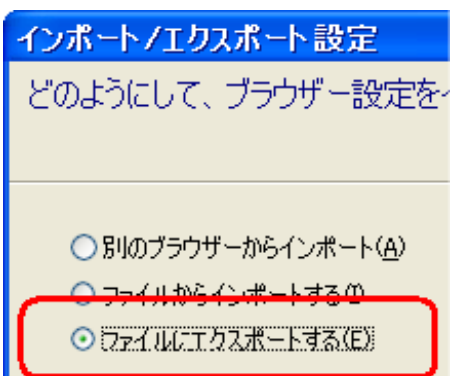 インポート/エクスポート設定
どのようにして、ブラウザー設定を
別のブラウザーからインポート(A)
ファイルからインポートする(I)
ファイルにエクスポートする(E)